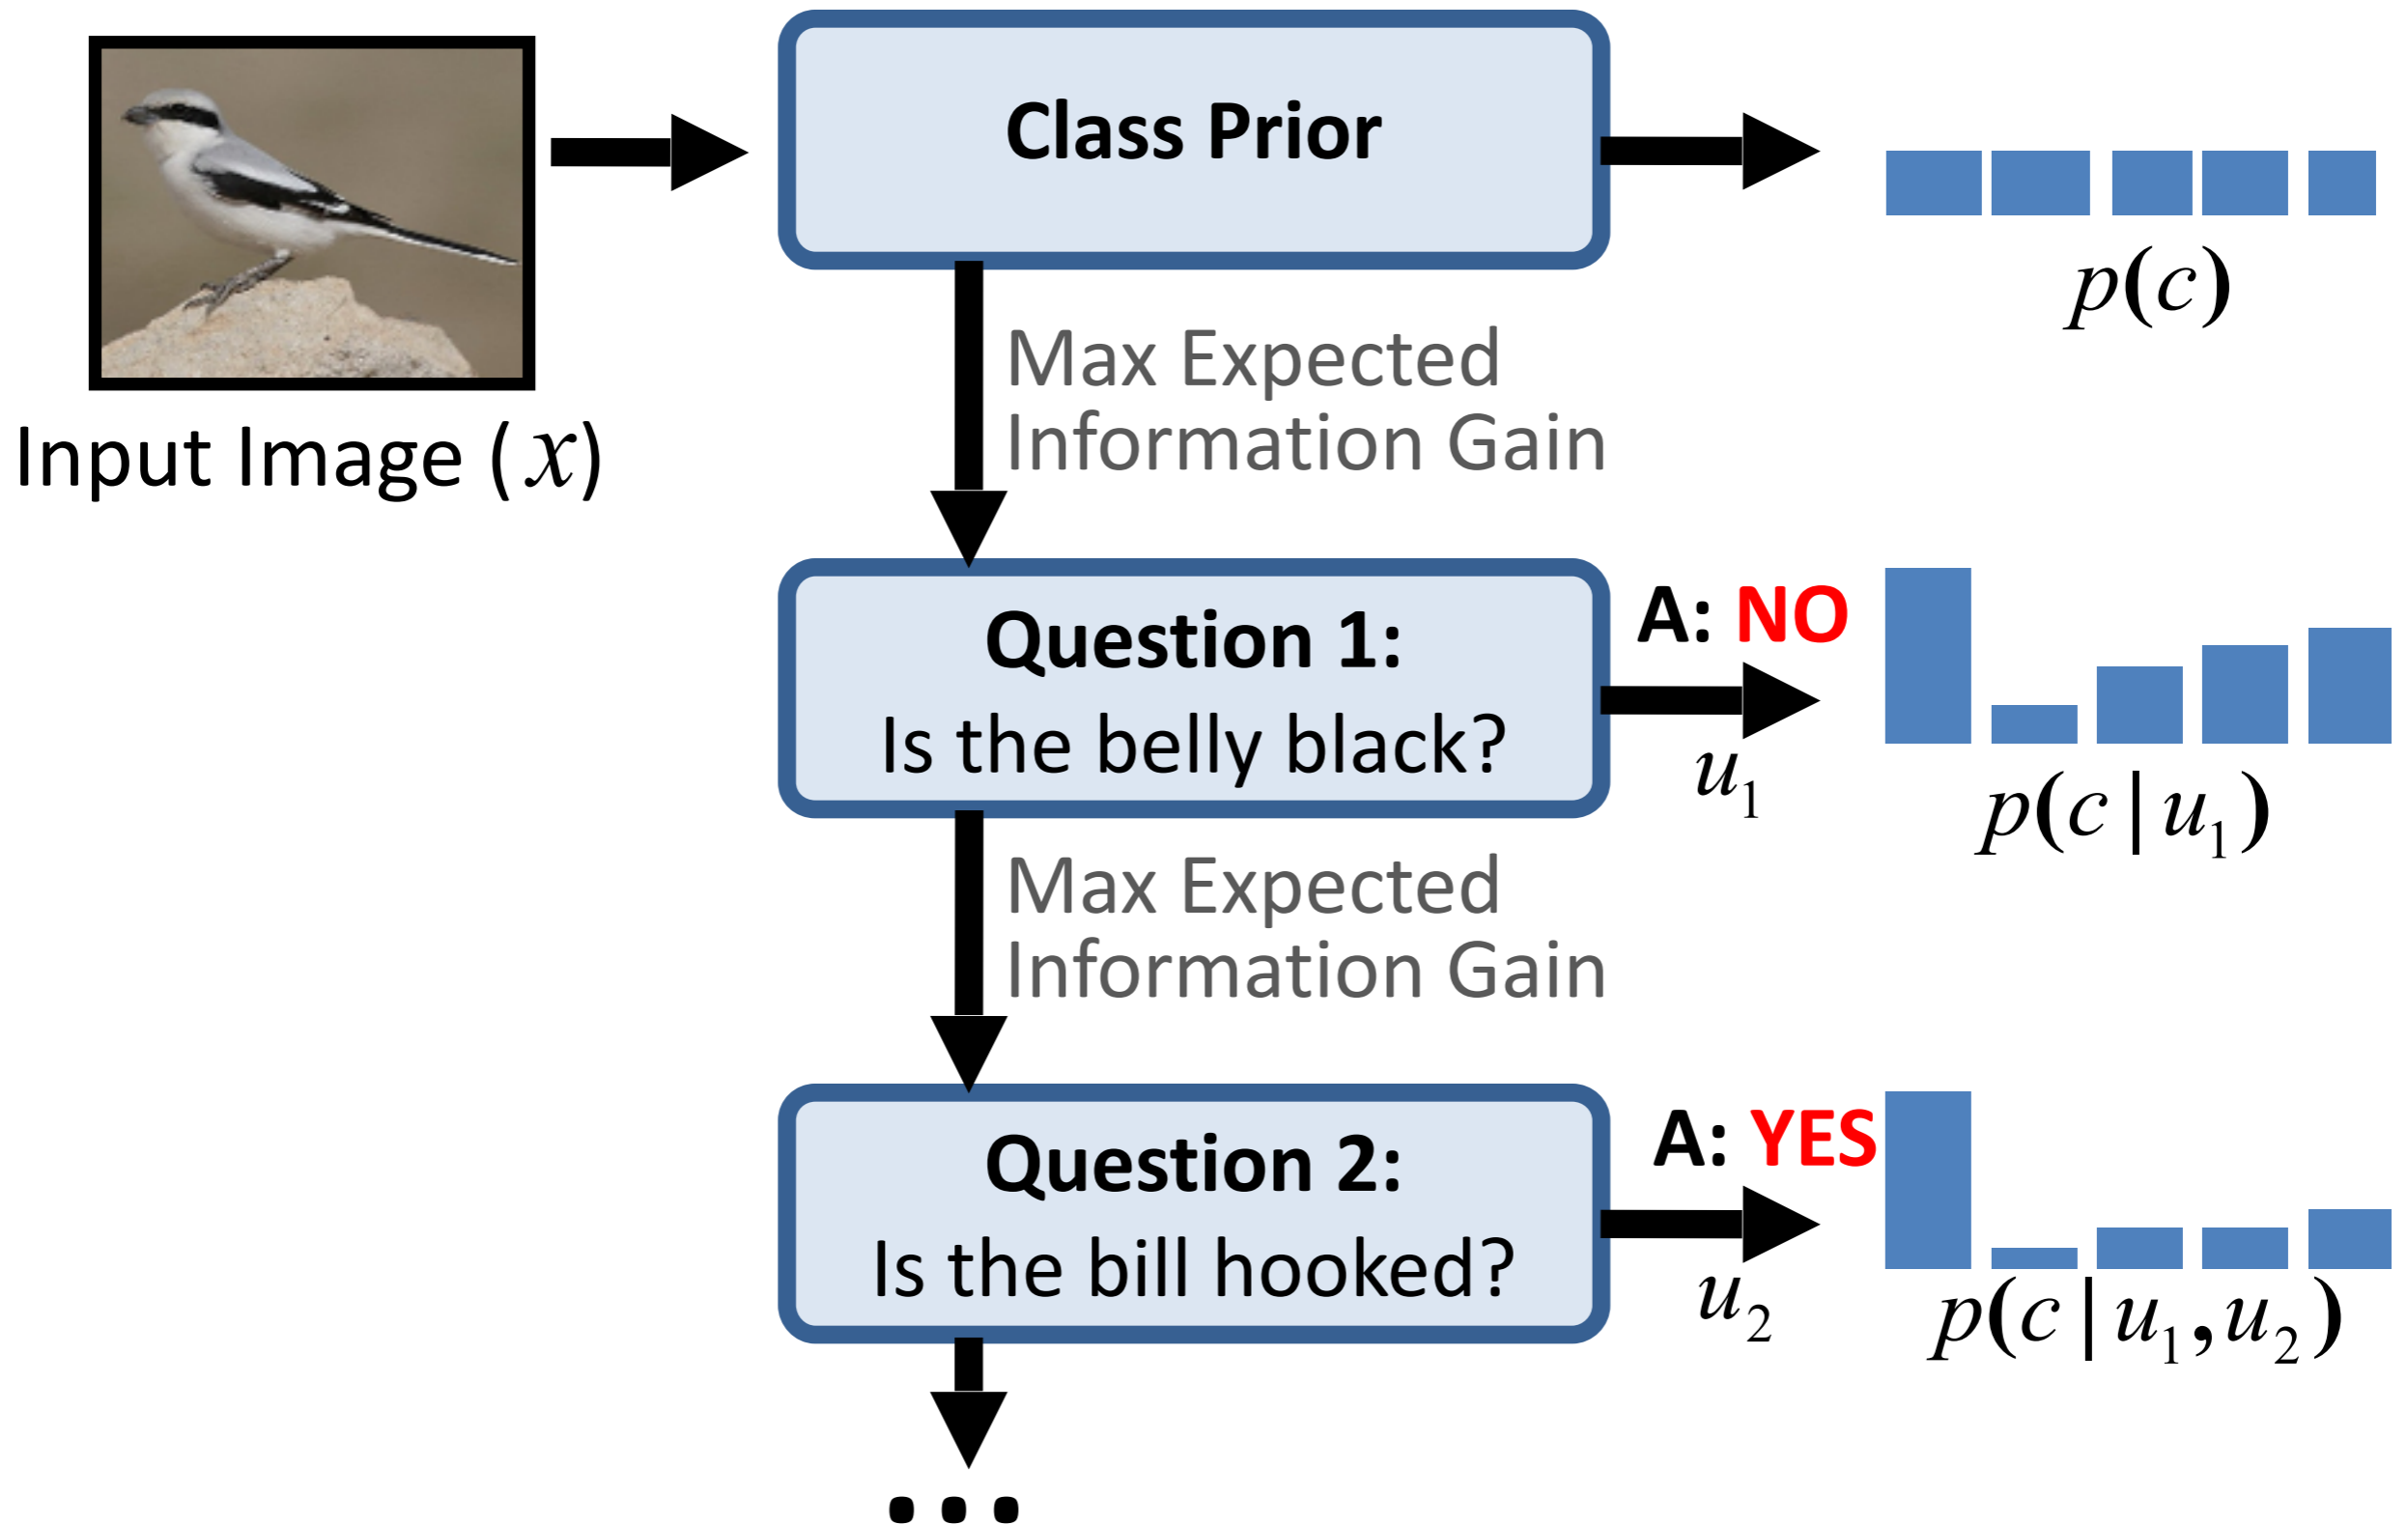 Class Prior
p(c)
Input Image (x)
Max Expected
Information Gain
Question 1:
Is the belly black?
A: NO
u₁
p(c | u₁)
Max Expected
Information Gain
Question 2:
Is the bill hooked?
A: YES
u₂
p(c | u₁, u₂)
...